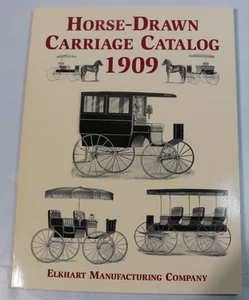 HORSE-DRAWN
CARRIAGE CATALOG
1909
ELKHART MANUFACTURING COMPANY